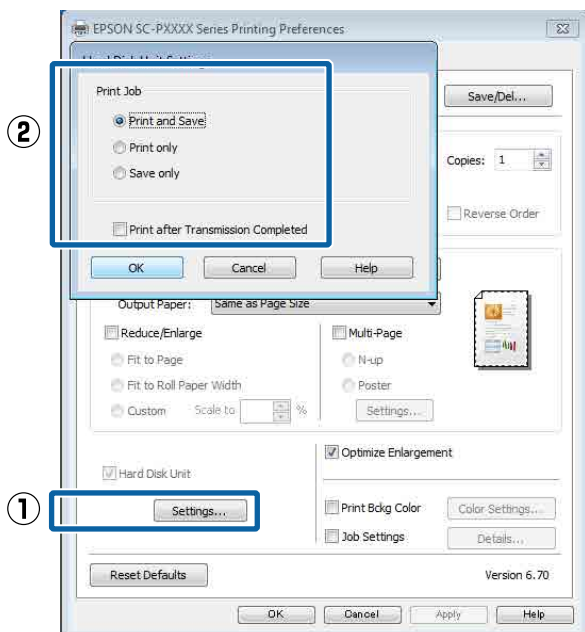 EPSON SC-PXXXX Series Printing Preferences
Print Job
Save/Del...
②
Print and Save
Print only
Copies: 1
Save only
Reverse Order
Print after Transmission Completed
OK Cancel Help
Output Paper: Same as Page Size
Reduce/Enlarge
Multi-Page
Fit to Page
N-up
Fit to Roll Paper Width
Poster
Custom Scale to %
Settings...
Optimize Enlargement
Hard Disk Unit
①
Settings...
Print Bckg Color
Color Settings...
Job Settings
Details...
Reset Defaults
Version 6.70
OK Cancel Apply Help